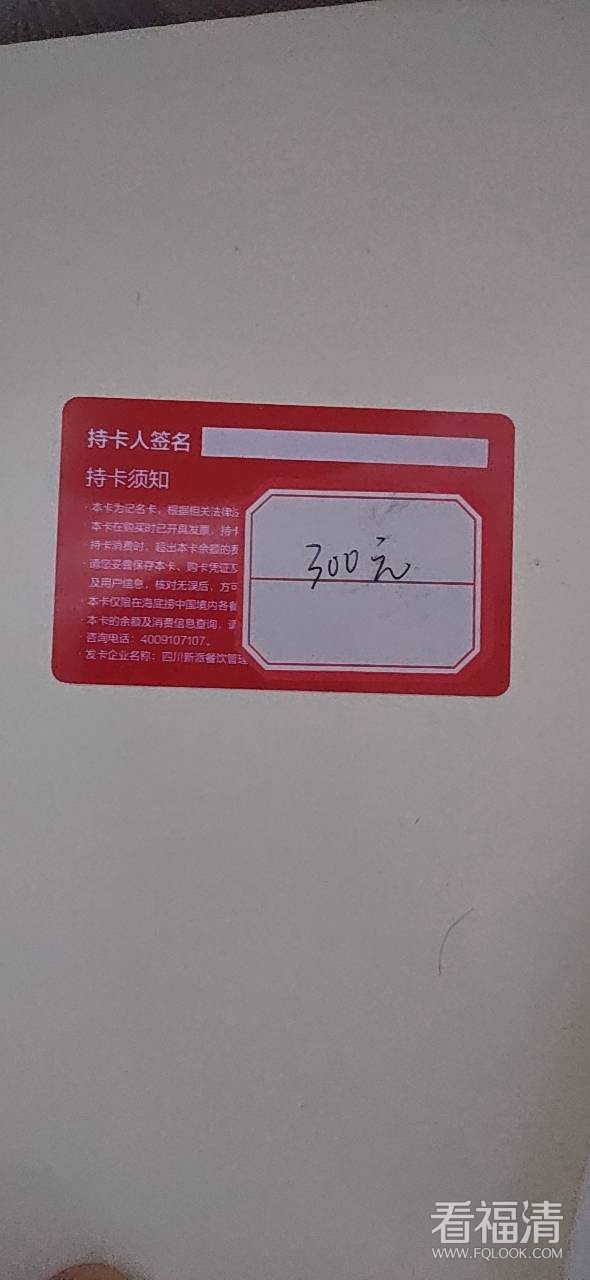 持卡人签名
持卡须知
·本卡为记名卡，根据相关法律法
本卡在购买时已开具发票，持卡
·持卡消费时，超出本卡余额的费
·请您妥善保存本卡、购卡凭证及
及用户信息，核对无误后，方可
·本卡仅限在海底捞中国境内各餐
·本卡的余额及消费信息查询，请
·咨询电话：4009107107。
·发卡企业名称：四川新派餐饮管理
300元
看福清
WWW.FQLOOK.COM